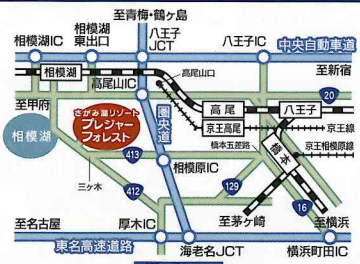 至青梅・鶴ヶ島
相模湖IC
相模湖東出口
八王子JCT
八王子IC
中央自動車道
相模湖
高尾山口
至新宿
至甲府
相模湖
さがみ湖リゾート
プレジャー
フォレスト
高尾山IC
圏央道
高尾
八王子
20
京王高尾
京王線
橋本五差路
橋本
京王相模原線
413
相模原IC
三ヶ木
412
129
16
至名古屋
厚木IC
至茅ヶ崎
至横浜
東名高速道路
海老名JCT
横浜町田IC